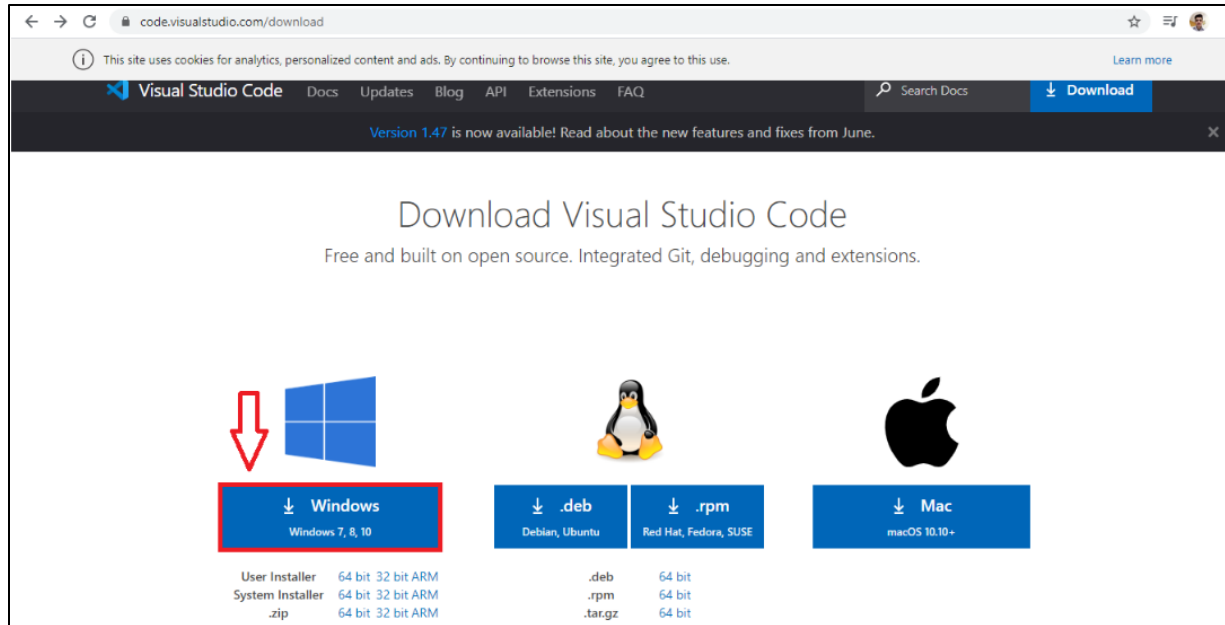 code.visualstudio.com/download
This site uses cookies for analytics, personalized content and ads. By continuing to browse this site, you agree to this use. Learn more
Visual Studio Code Docs Updates Blog API Extensions FAQ Search Docs Download
Version 1.47 is now available! Read about the new features and fixes from June.
Download Visual Studio Code
Free and built on open source. Integrated Git, debugging and extensions.
Windows
Windows 7, 8, 10
.deb
Debian, Ubuntu
.rpm
Red Hat, Fedora, SUSE
Mac
macOS 10.10+
User Installer 64 bit 32 bit ARM
System Installer 64 bit 32 bit ARM
.zip 64 bit 32 bit ARM
.deb 64 bit
.rpm 64 bit
.tar.gz 64 bit